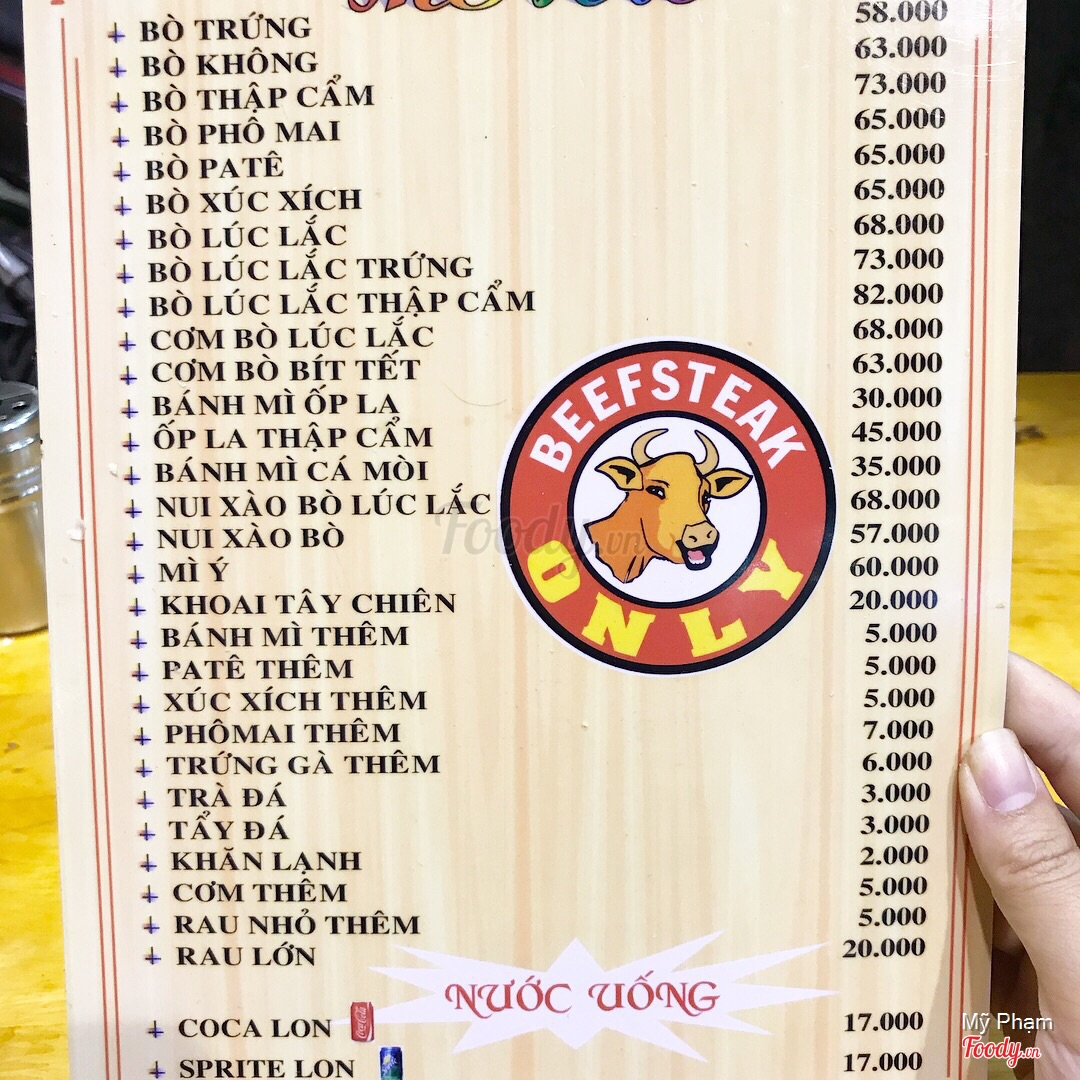 + BÒ TRỨNG 58.000
+ BÒ KHÔNG 63.000
+ BÒ THẬP CẨM 73.000
+ BÒ PHÔ MAI 65.000
+ BÒ PATÊ 65.000
+ BÒ XÚC XÍCH 65.000
+ BÒ LÚC LẮC 68.000
+ BÒ LÚC LẮC TRỨNG 73.000
+ BÒ LÚC LẮC THẬP CẨM 82.000
+ CƠM BÒ LÚC LẮC 68.000
+ CƠM BÒ BÍT TẾT 63.000
+ BÁNH MÌ ỐP LA 30.000
+ ỐP LA THẬP CẨM 45.000
+ BÁNH MÌ CÁ MÒI 35.000
+ NUI XÀO BÒ LÚC LẮC 68.000
+ NUI XÀO BÒ 57.000
+ MÌ Ý 60.000
+ KHOAI TÂY CHIÊN 20.000
+ BÁNH MÌ THÊM 5.000
+ PATÊ THÊM 5.000
+ XÚC XÍCH THÊM 5.000
+ PHÔMAI THÊM 7.000
+ TRỨNG GÀ THÊM 6.000
+ TRÀ ĐÁ 3.000
+ TẨY ĐÁ 3.000
+ KHĂN LẠNH 2.000
+ CƠM THÊM 5.000
+ RAU NHỎ THÊM 5.000
+ RAU LỚN 20.000
BEEFSTEAK
ONLY
Foody.vn
NƯỚC UỐNG
+ COCA LON 17.000
+ SPRITE LON 17.000
Mỹ Phạm
Foody.vn